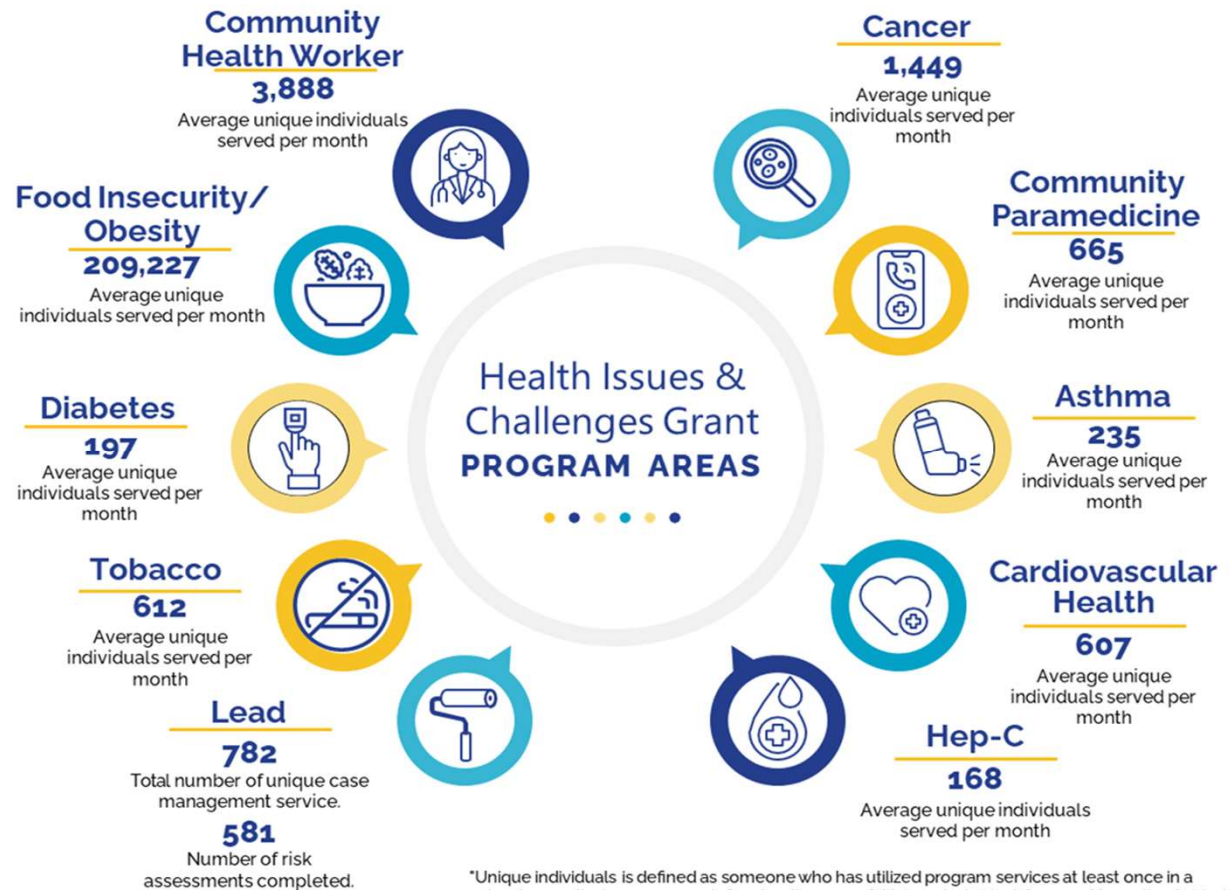 Community
Health Worker
3,888
Average unique individuals
served per month
Food Insecurity/
Obesity
209,227
Average unique
individuals served per month
Diabetes
197
Average unique
individuals served per
month
Tobacco
612
Average unique
individuals served per
month
Lead
782
Total number of unique case
management service.
581
Number of risk
assessments completed.
Health Issues &
Challenges Grant
PROGRAM AREAS
Cancer
1,449
Average unique
individuals served per
month
Community
Paramedicine
665
Average unique
individuals served per
month
Asthma
235
Average unique
individuals served per
month
Cardiovascular
Health
607
Average unique
individuals served per
month
Hep-C
168
Average unique individuals
served per month
"Unique individuals is defined as someone who has utilized program services at least once in a